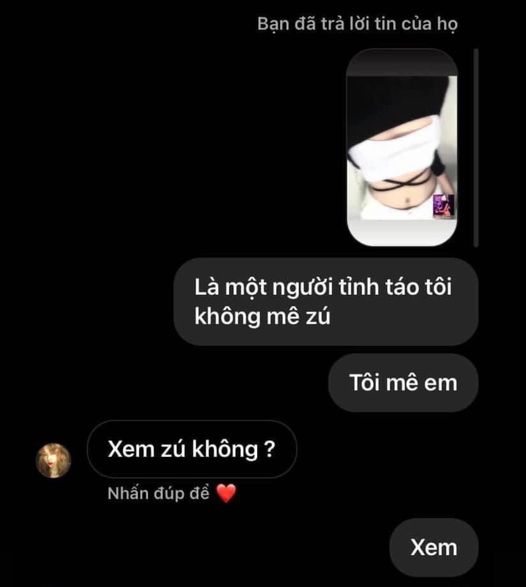 Bạn đã trả lời tin của họ
Là một người tỉnh táo tôi
không mê zú
Tôi mê em
Xem zú không ?
Nhấn đúp để ❤️
Xem